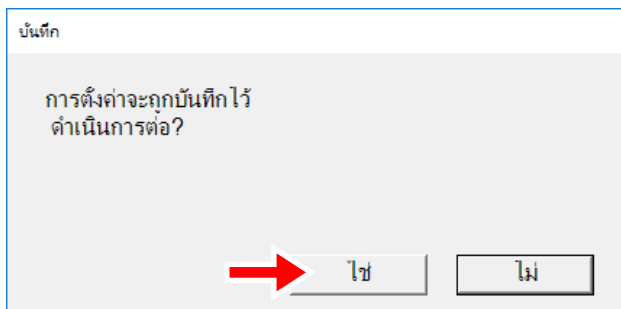 บันทึก
การตั้งค่าจะถูกบันทึกไว้
ดำเนินการต่อ?
ไช่
ไม่